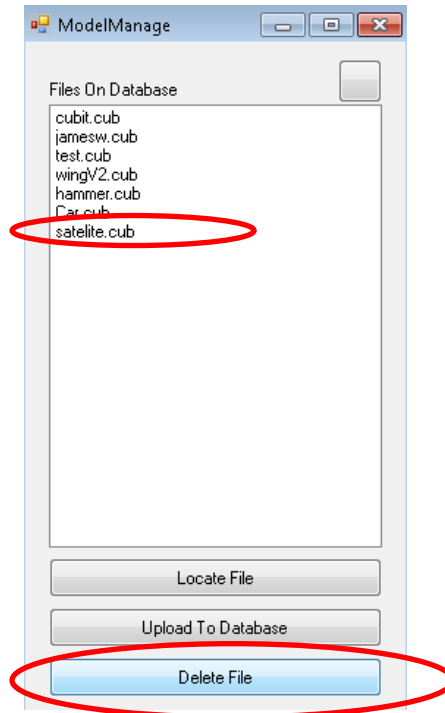 ModelManage
Files On Database
cubit.cub
jamesw.cub
test.cub
wingV2.cub
hammer.cub
Car.cub
satelite.cub
Locate File
Upload To Database
Delete File